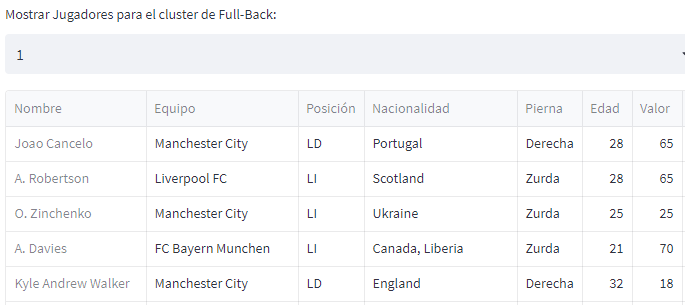 Mostrar Jugadores para el cluster de Full-Back:
1
Nombre Equipo Posición Nacionalidad Pierna Edad Valor
Joao Cancelo Manchester City LD Portugal Derecha 28 65
A. Robertson Liverpool FC LI Scotland Zurda 28 65
O. Zinchenko Manchester City LI Ukraine Zurda 25 25
A. Davies FC Bayern Munchen LI Canada, Liberia Zurda 21 70
Kyle Andrew Walker Manchester City LD England Derecha 32 18